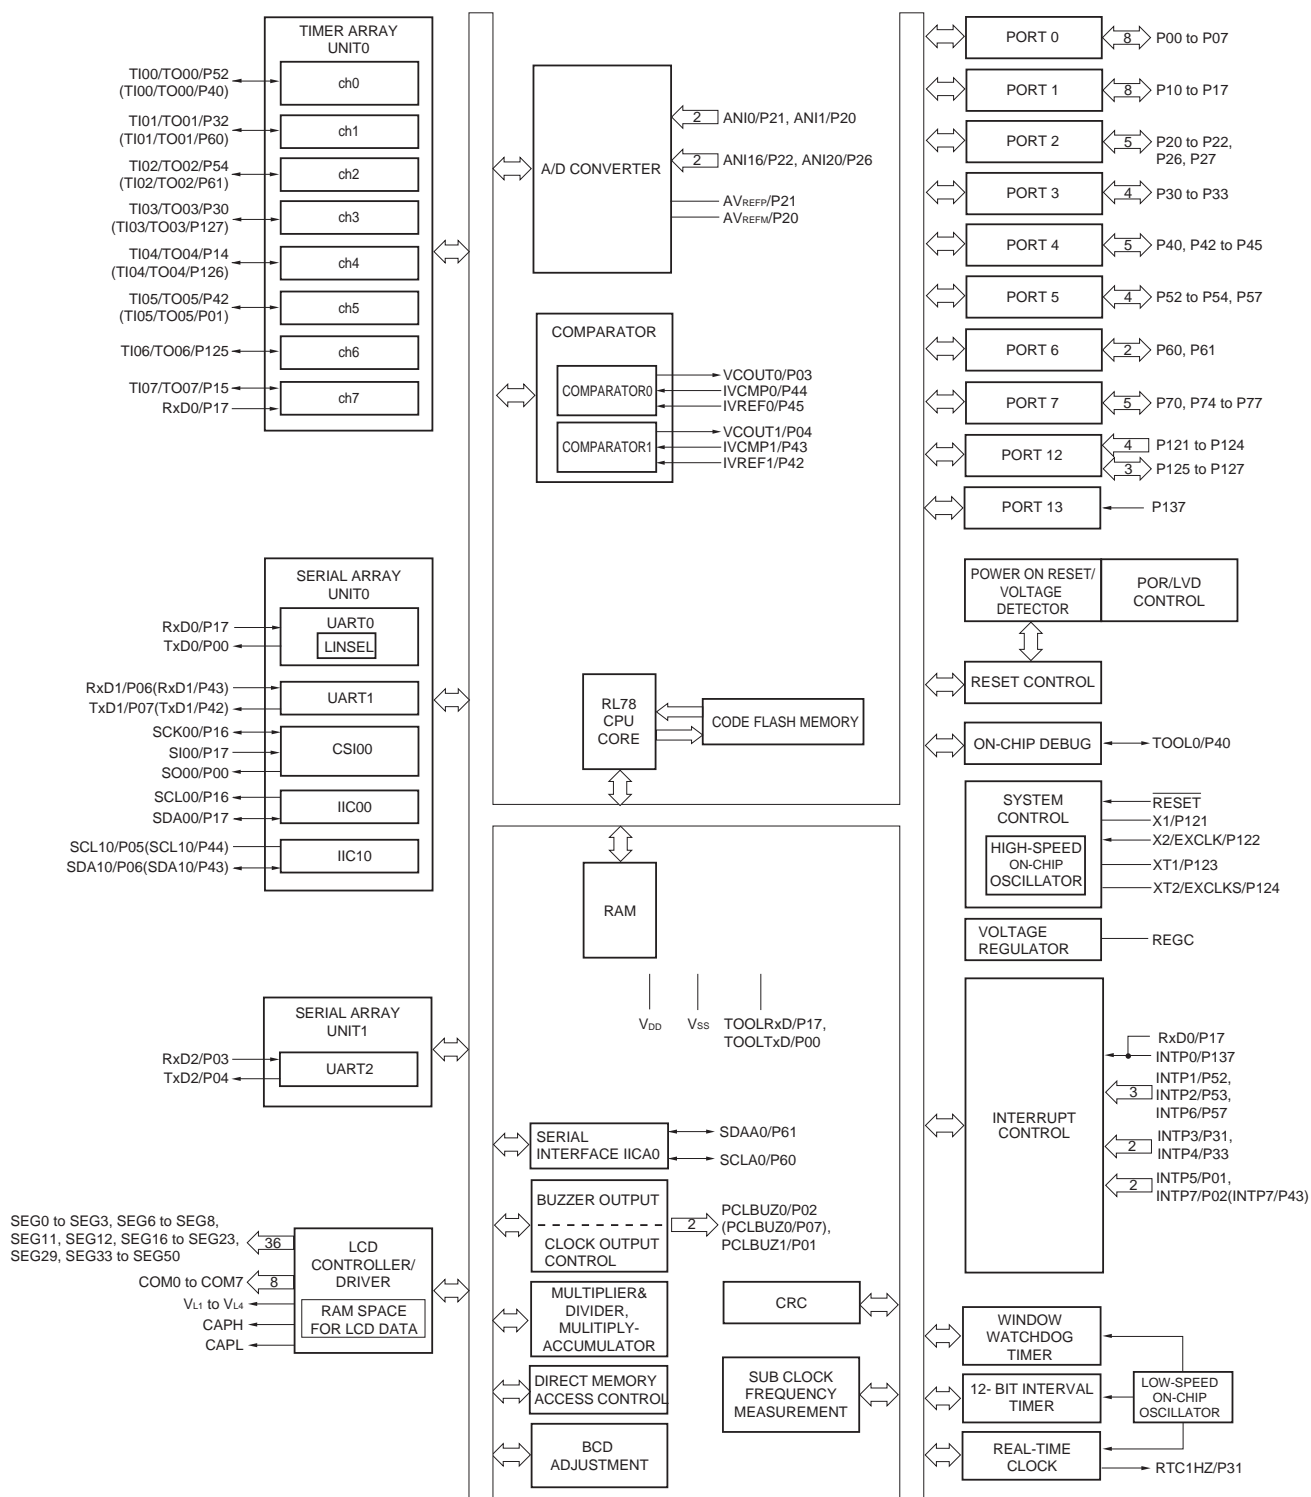 TIMER ARRAY
UNIT0
TI00/TO00/P52
(TI00/TO00/P40)
ch0
TI01/TO01/P32
(TI01/TO01/P60)
ch1
TI02/TO02/P54
(TI02/TO02/P61)
ch2
TI03/TO03/P30
(TI03/TO03/P127)
ch3
TI04/TO04/P14
(TI04/TO04/P126)
ch4
TI05/TO05/P42
(TI05/TO05/P01)
ch5
TI06/TO06/P125
ch6
TI07/TO07/P15
RxD0/P17
ch7
SERIAL ARRAY
UNIT0
RxD0/P17
TxD0/P00
UART0
LINSEL
RxD1/P06(RxD1/P43)
TxD1/P07(TxD1/P42)
UART1
SCK00/P16
SI00/P17
SO00/P00
CSI00
SCL00/P16
SDA00/P17
IIC00
SCL10/P05(SCL10/P44)
SDA10/P06(SDA10/P43)
IIC10
SERIAL ARRAY
UNIT1
RxD2/P03
TxD2/P04
UART2
SEG0 to SEG3, SEG6 to SEG8,
SEG11, SEG12, SEG16 to SEG23,
SEG29, SEG33 to SEG50
36
COM0 to COM7
8
VL1 to VL4
CAPH
CAPL
LCD
CONTROLLER/
DRIVER
RAM SPACE
FOR LCD DATA
A/D CONVERTER
2
ANI0/P21, ANI1/P20
2
ANI16/P22, ANI20/P26
AVREFP/P21
AVREFM/P20
COMPARATOR
COMPARATOR0
VCOUT0/P03
IVCMP0/P44
IVREF0/P45
COMPARATOR1
VCOUT1/P04
IVCMP1/P43
IVREF1/P42
RL78
CPU
CORE
CODE FLASH MEMORY
RAM
VDD
VSS
TOOLRxD/P17,
TOOLTxD/P00
SERIAL
INTERFACE IICA0
SDAA0/P61
SCLA0/P60
BUZZER OUTPUT
CLOCK OUTPUT
CONTROL
2
PCLBUZ0/P02
(PCLBUZ0/P07),
PCLBUZ1/P01
MULTIPLIER&
DIVIDER,
MULITIPLY-
ACCUMULATOR
DIRECT MEMORY
ACCESS CONTROL
BCD
ADJUSTMENT
CRC
SUB CLOCK
FREQUENCY
MEASUREMENT
PORT 0
8
P00 to P07
PORT 1
8
P10 to P17
PORT 2
5
P20 to P22,
P26, P27
PORT 3
4
P30 to P33
PORT 4
5
P40, P42 to P45
PORT 5
4
P52 to P54, P57
PORT 6
2
P60, P61
PORT 7
5
P70, P74 to P77
PORT 12
4
P121 to P124
3
P125 to P127
PORT 13
P137
POWER ON RESET/
VOLTAGE
DETECTOR
POR/LVD
CONTROL
RESET CONTROL
ON-CHIP DEBUG
TOOL0/P40
SYSTEM
CONTROL
HIGH-SPEED
ON-CHIP
OSCILLATOR
RESET
X1/P121
X2/EXCLK/P122
XT1/P123
XT2/EXCLKS/P124
VOLTAGE
REGULATOR
REGC
INTERRUPT
CONTROL
RxD0/P17
INTP0/P137
3
INTP1/P52,
INTP2/P53,
INTP6/P57
2
INTP3/P31,
INTP4/P33
2
INTP5/P01,
INTP7/P02(INTP7/P43)
WINDOW
WATCHDOG
TIMER
12- BIT INTERVAL
TIMER
LOW-SPEED
ON-CHIP
OSCILLATOR
REAL-TIME
CLOCK
RTC1HZ/P31